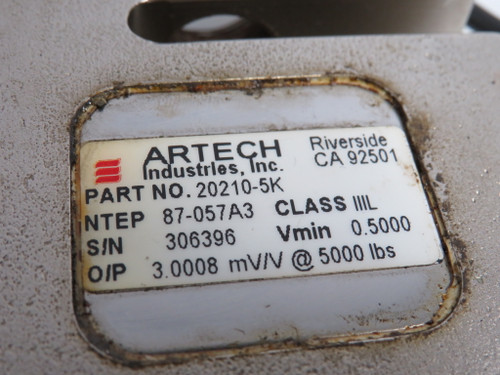 ARTECH Riverside
Industries, Inc. CA 92501
PART NO. 20210-5K
NTEP 87-057A3 CLASS IIIL
S/N 306396 Vmin 0.5000
O/P 3.0008 mV/V @ 5000 lbs